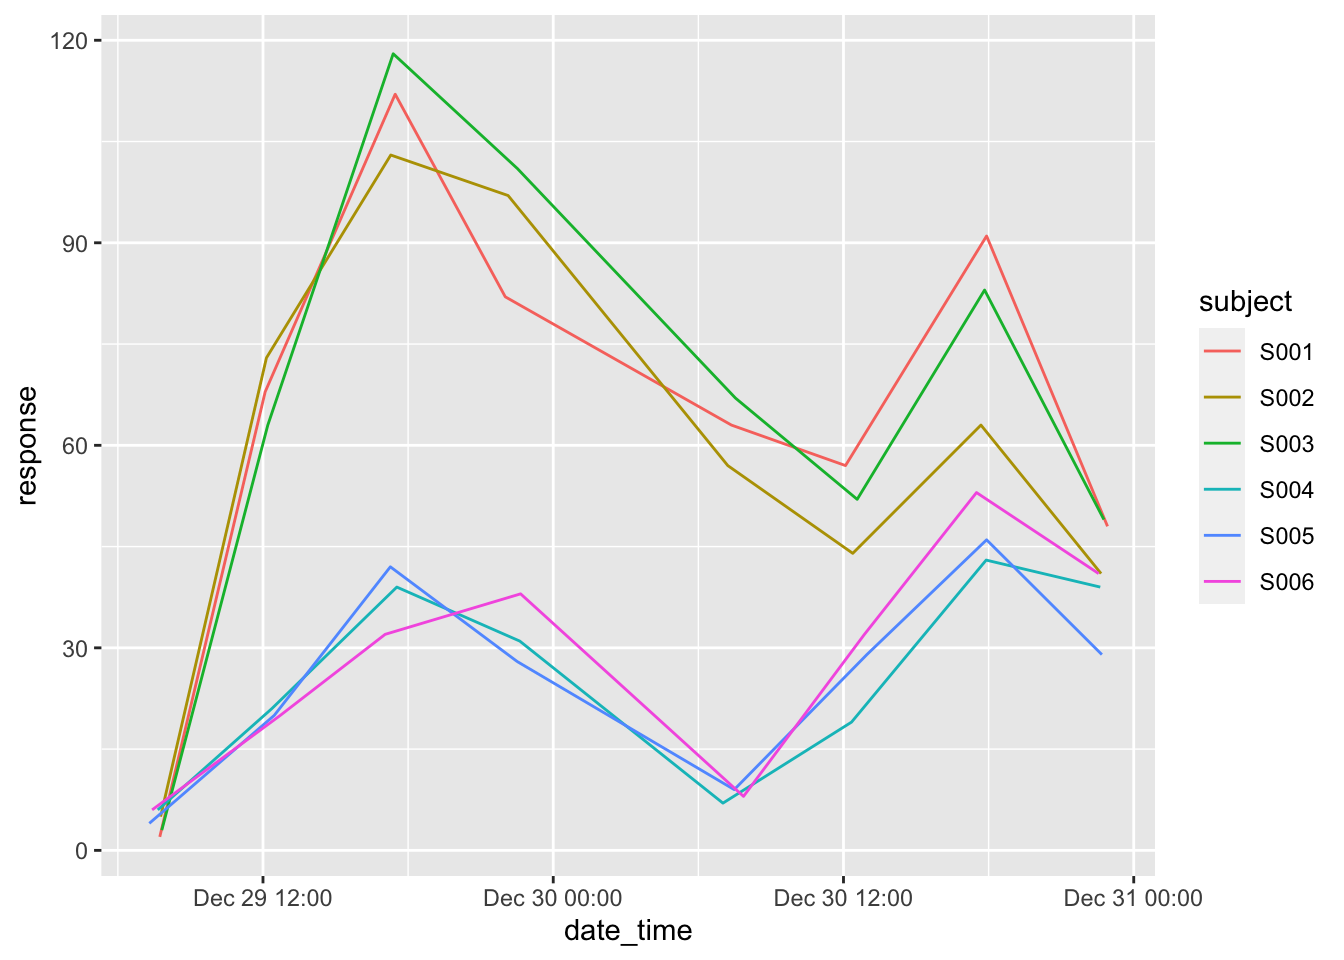 120
90
60
30
0
response
Dec 29 12:00
Dec 30 00:00
Dec 30 12:00
Dec 31 00:00
date_time
subject
S001
S002
S003
S004
S005
S006